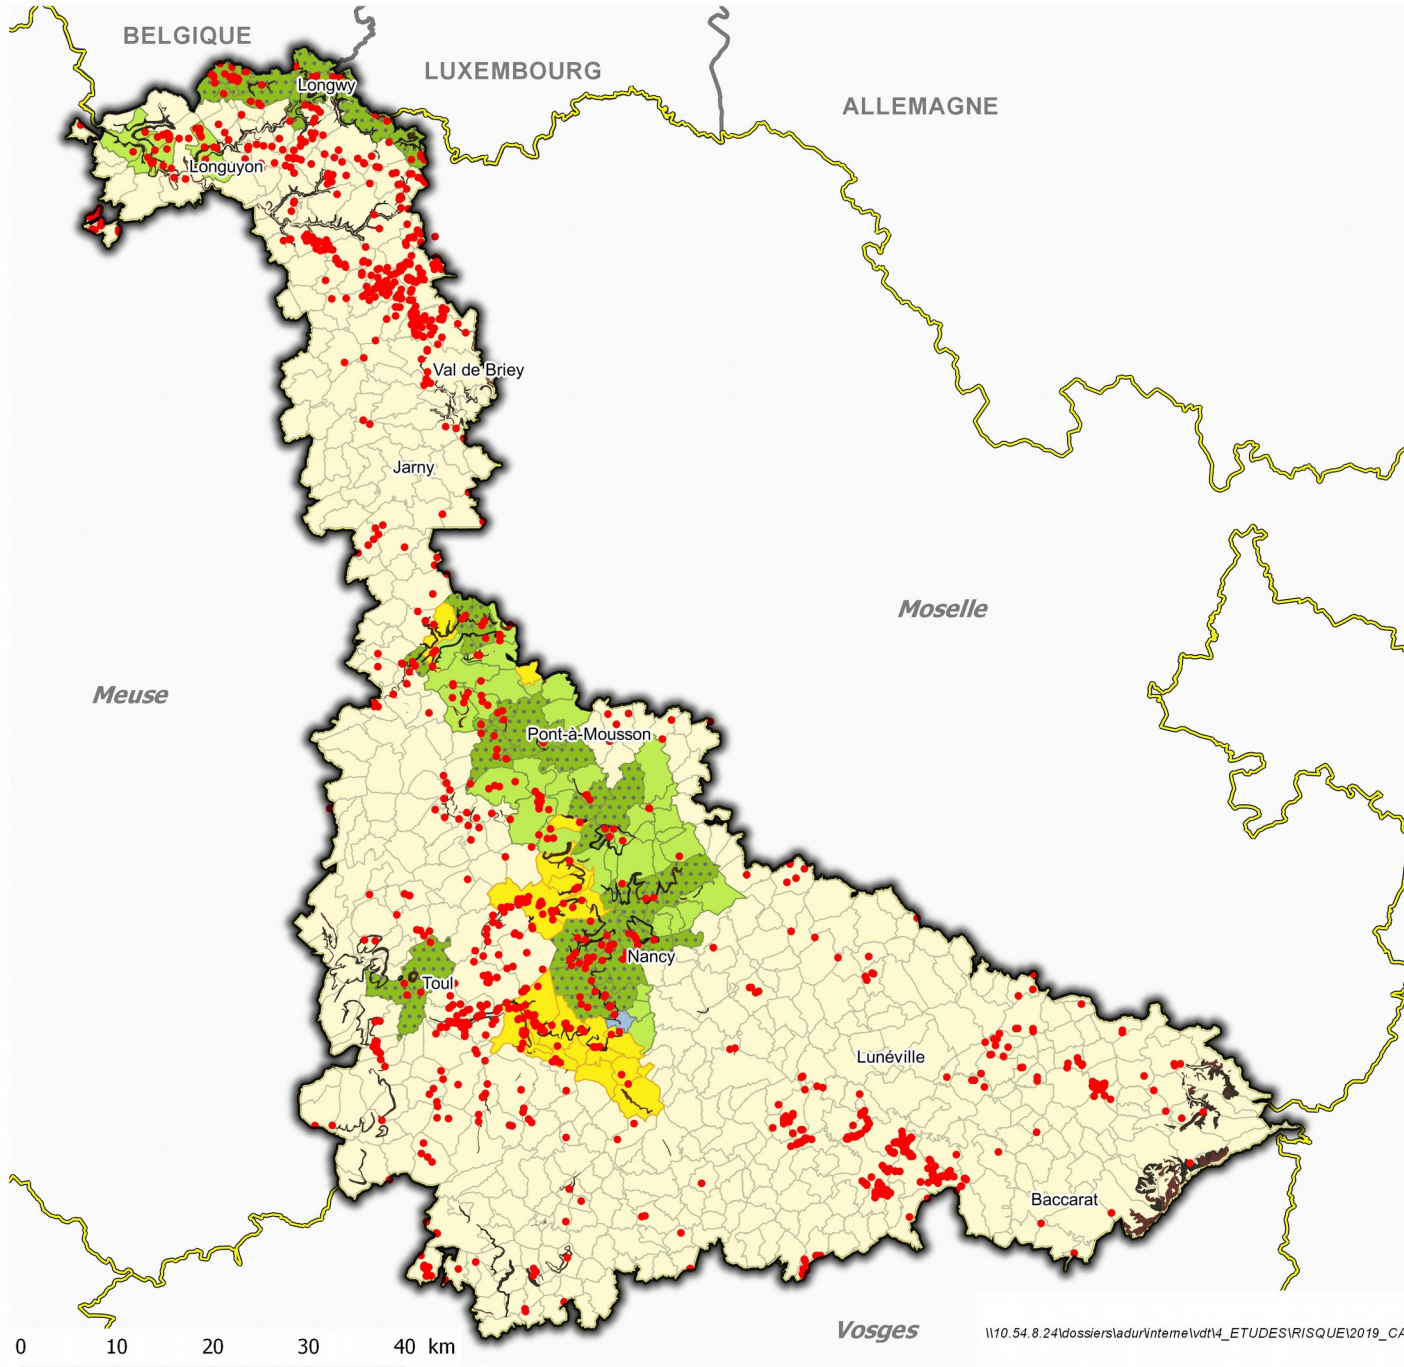 BELGIQUE
LUXEMBOURG
ALLEMAGNE
Longwy
Longuyon
Val de Briey
Jarny
Moselle
Meuse
Pont-à-Mousson
Nancy
Toul
Lunéville
Baccarat
Vosges
\\10.54.8.24\dossiers\adur\interne\vdt\4_ETUDES\RISQUE\2019_CA
0 10 20 30 40 km